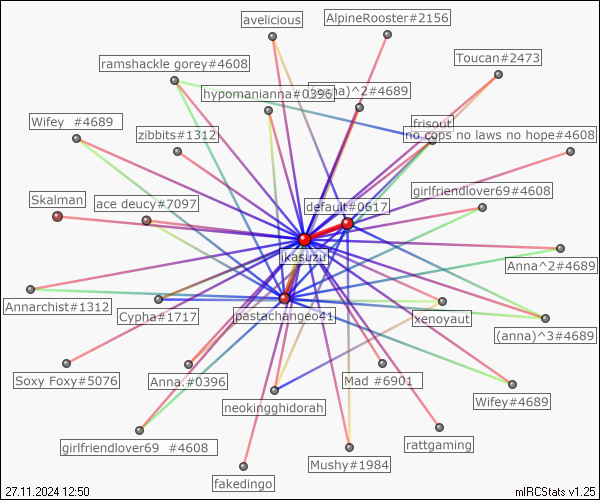 avelicious
AlpineRooster#2156
Toucan#2473
ramshackle gorey#4608
hypomanianna#0396
)^2#4689
Wifey #4689
zibbits#1312
frisout
no cops no laws no hope#4608
girlfriendlover69#4608
Skalman
ace deucy#7097
default#0617
ikasuzu
Anna^2#4689
Annarchist#1312
Cypha#1717
pastachangeo41
xenoyaut
(anna)^3#4689
Soxy Foxy#5076
Anna.#0396
Mad #6901
Wifey#4689
neokingghidorah
girlfriendlover69 #4608
rattgaming
Mushy#1984
fakedingo
27.11.2024 12:50
mIRCStats v1.25